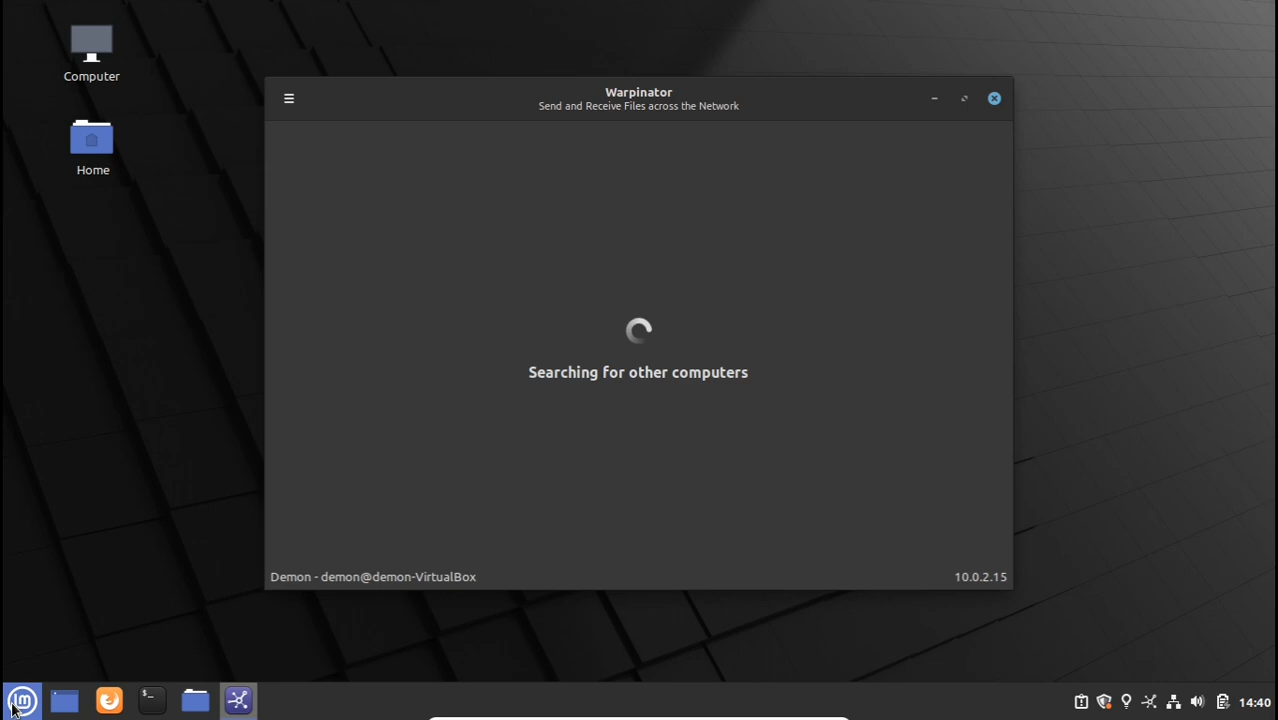 Computer
Home
Warpinator
Send and Receive Files across the Network
Searching for other computers
Demon - demon@demon-VirtualBox
10.0.2.15
lm
$_
14:40